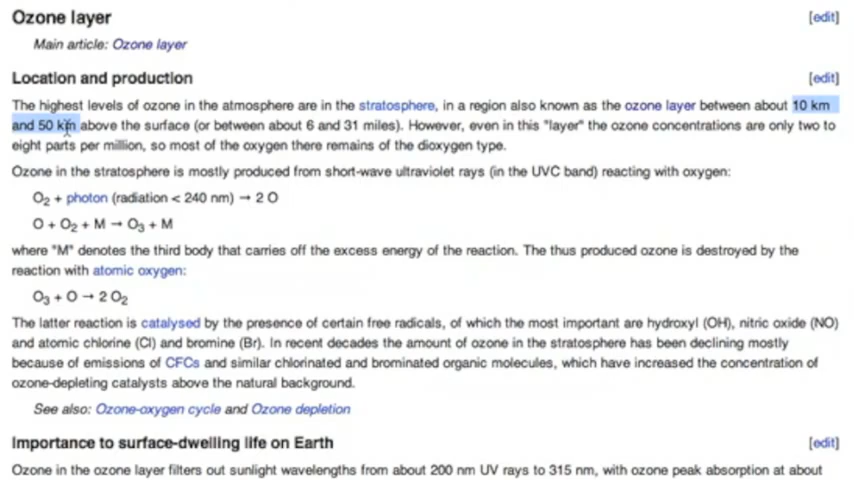 Ozone layer [edit]
Main article: Ozone layer
Location and production [edit]
The highest levels of ozone in the atmosphere are in the stratosphere, in a region also known as the ozone layer between about 10 km
and 50 km above the surface (or between about 6 and 31 miles). However, even in this "layer" the ozone concentrations are only two to
eight parts per million, so most of the oxygen there remains of the dioxygen type.
Ozone in the stratosphere is mostly produced from short-wave ultraviolet rays (in the UVC band) reacting with oxygen:
O₂ + photon (radiation < 240 nm) → 2 O
O + O₂ + M → O₃ + M
where "M" denotes the third body that carries off the excess energy of the reaction. The thus produced ozone is destroyed by the
reaction with atomic oxygen:
O₃ + O → 2 O₂
The latter reaction is catalysed by the presence of certain free radicals, of which the most important are hydroxyl (OH), nitric oxide (NO)
and atomic chlorine (Cl) and bromine (Br). In recent decades the amount of ozone in the stratosphere has been declining mostly
because of emissions of CFCs and similar chlorinated and brominated organic molecules, which have increased the concentration of
ozone-depleting catalysts above the natural background.
See also: Ozone-oxygen cycle and Ozone depletion
Importance to surface-dwelling life on Earth [edit]
Ozone in the ozone layer filters out sunlight wavelengths from about 200 nm UV rays to 315 nm, with ozone peak absorption at about